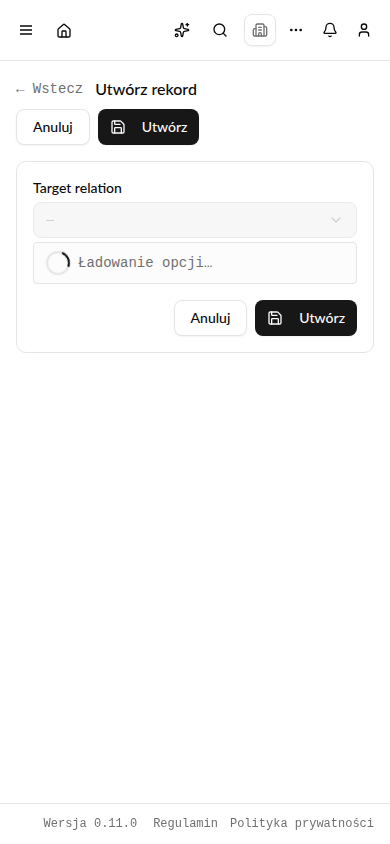 ← Wstecz Utwórz rekord
Anuluj Utwórz
Target relation
—
Ładowanie opcji…
Anuluj Utwórz
Wersja 0.11.0 Regulamin Polityka prywatności